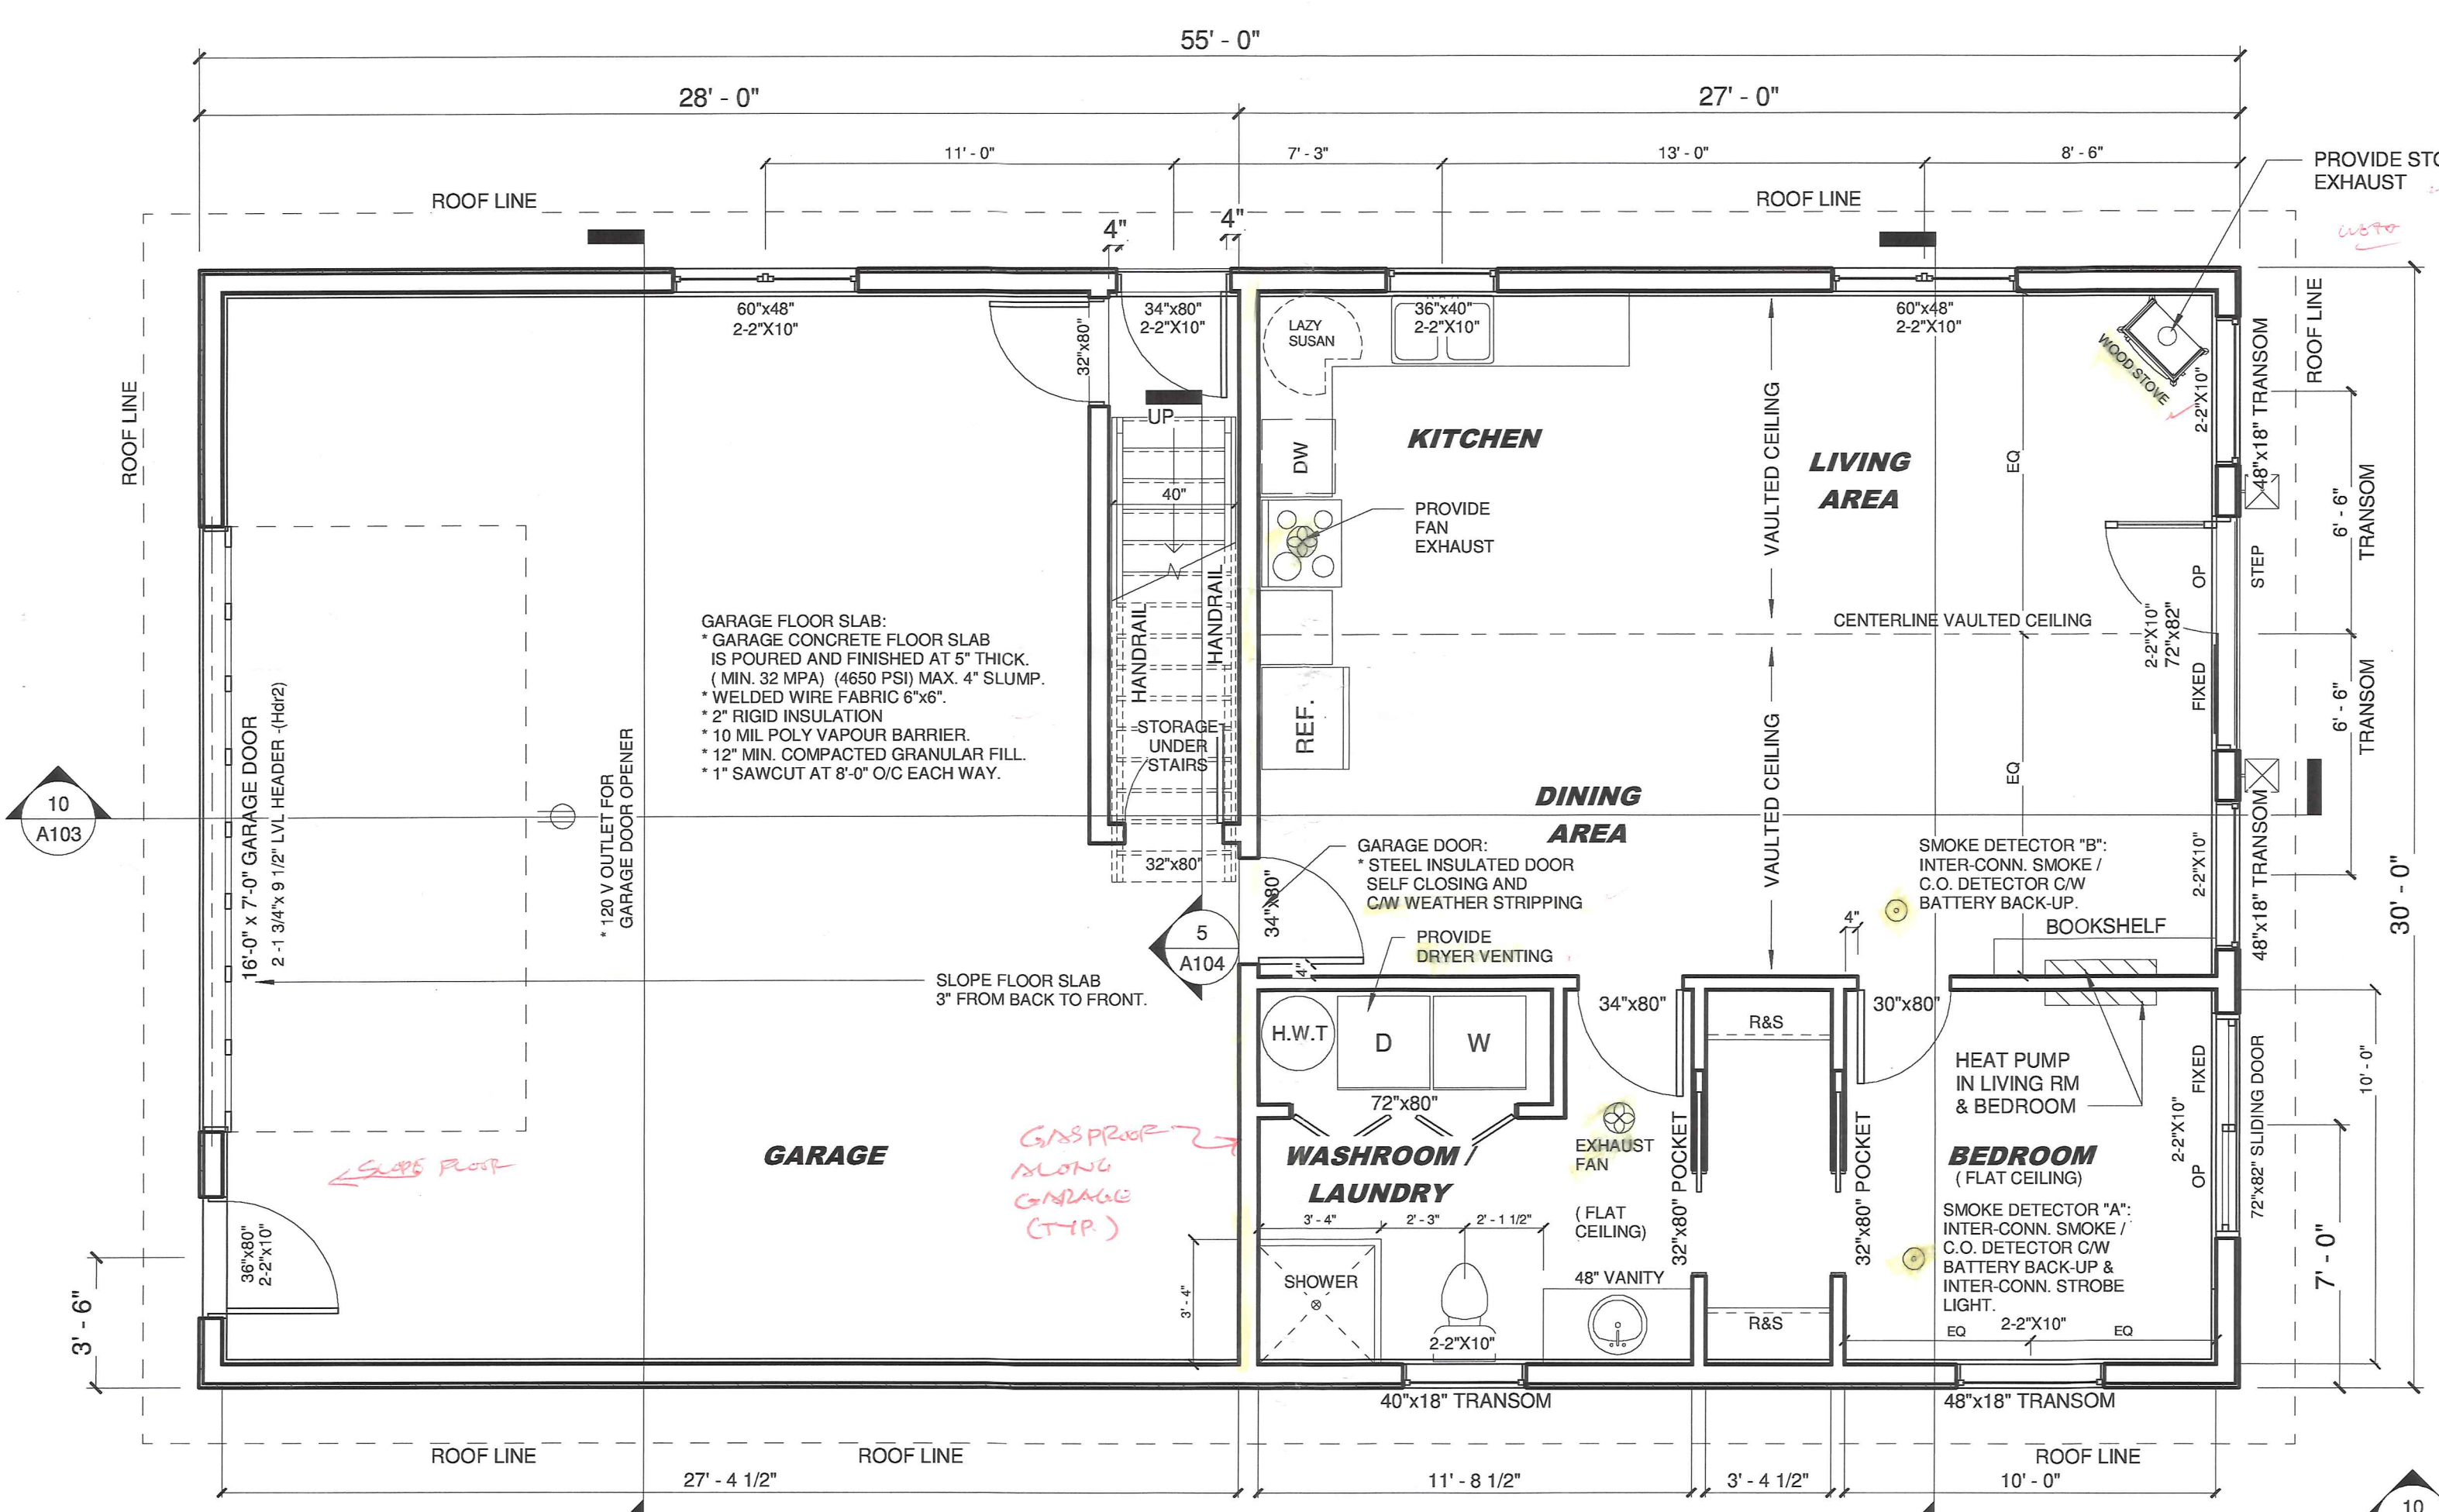 55' - 0"
28' - 0"
27' - 0"
11' - 0"
7' - 3"
13' - 0"
8' - 6"
PROVIDE
EXHAUST
ROOF LINE
ROOF LINE
4"
4"
60"x48"
2-2"X10"
32"x80"
34"x80"
2-2"X10"
LAZY
SUSAN
36"x40"
2-2"X10"
60"x48"
2-2"X10"
WOOD STOVE
2-2"X10"
48"x18" TRANSOM
ROOF LINE
ROOF LINE
UP
40"
DW
KITCHEN
LIVING
AREA
VAULTED CEILING
EQ
6' - 6"
TRANSOM
PROVIDE
FAN
EXHAUST
OP
STEP
HANDRAIL
HANDRAIL
CENTERLINE VAULTED CEILING
2-2"X10"
72"x82"
FIXED
6' - 6"
TRANSOM
GARAGE FLOOR SLAB:
* GARAGE CONCRETE FLOOR SLAB
IS POURED AND FINISHED AT 5" THICK.
( MIN. 32 MPA) (4650 PSI) MAX. 4" SLUMP.
* WELDED WIRE FABRIC 6"x6".
* 2" RIGID INSULATION
* 10 MIL POLY VAPOUR BARRIER.
* 12" MIN. COMPACTED GRANULAR FILL.
* 1" SAWCUT AT 8'-0" O/C EACH WAY.
16'-0" x 7'-0" GARAGE DOOR
2 -1 3/4"x 9 1/2" LVL HEADER -(Hdr2)
* 120 V OUTLET FOR
GARAGE DOOR OPENER
STORAGE
UNDER
STAIRS
REF.
VAULTED CEILING
EQ
10
A103
DINING
AREA
32"x80"
34"x80"
GARAGE DOOR:
* STEEL INSULATED DOOR
SELF CLOSING AND
C/W WEATHER STRIPPING
SMOKE DETECTOR "B":
INTER-CONN. SMOKE /
C.O. DETECTOR C/W
BATTERY BACK-UP.
2-2"X10"
48"x18" TRANSOM
30' - 0"
5
A104
PROVIDE
DRYER VENTING
4"
BOOKSHELF
4"
SLOPE FLOOR SLAB
3" FROM BACK TO FRONT.
H.W.T
D
W
34"x80"
R&S
30"x80"
HEAT PUMP
IN LIVING RM
& BEDROOM
FIXED
72"x82" SLIDING DOOR
10' - 0"
72"x80"
GASPROOF
ALONG
GARAGE
(TYP.)
SLOPE FLOOR
GARAGE
WASHROOM /
LAUNDRY
EXHAUST
FAN
( FLAT
CEILING)
32"x80" POCKET
32"x80" POCKET
BEDROOM
( FLAT CEILING)
2-2"X10"
OP
SMOKE DETECTOR "A":
INTER-CONN. SMOKE /
C.O. DETECTOR C/W
BATTERY BACK-UP &
INTER-CONN. STROBE
LIGHT.
7' - 0"
36"x80"
2-2"x10"
3' - 6"
3' - 4"
2' - 3"
2' - 1 1/2"
3' - 4"
SHOWER
48" VANITY
2-2"X10"
R&S
2-2"X10"
EQ
EQ
40"x18" TRANSOM
48"x18" TRANSOM
ROOF LINE
ROOF LINE
ROOF LINE
27' - 4 1/2"
11' - 8 1/2"
3' - 4 1/2"
10' - 0"
10